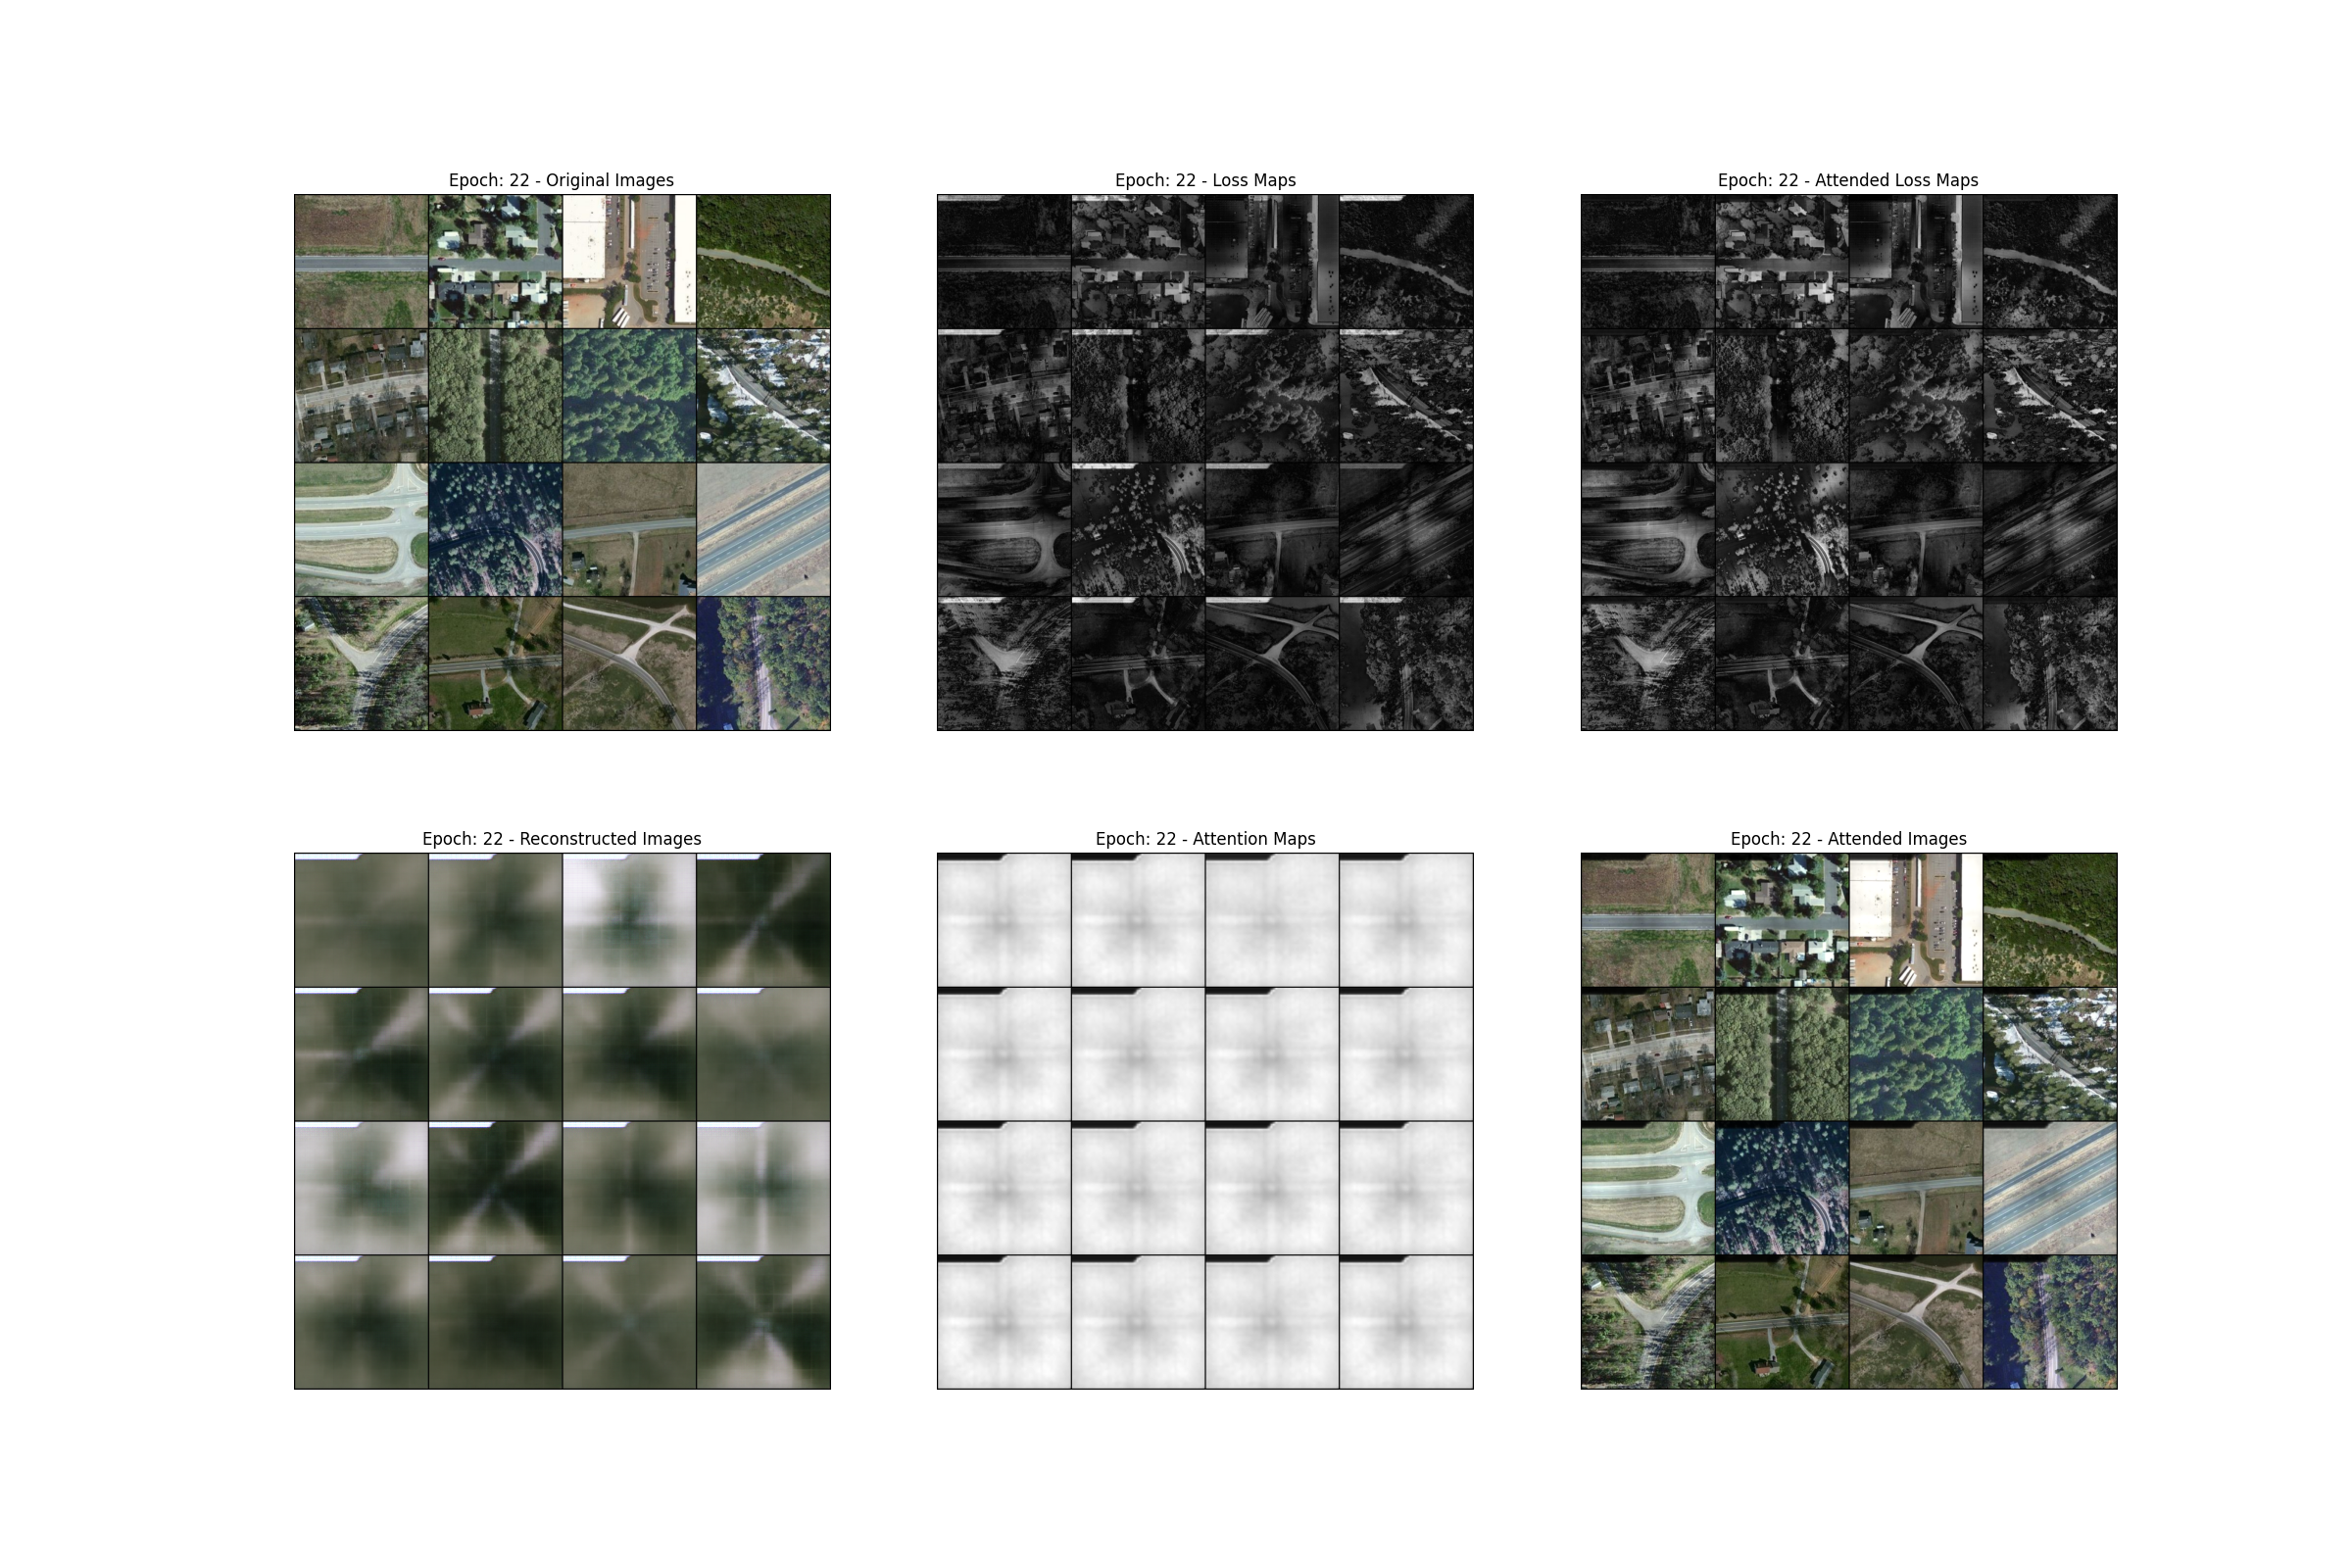 Epoch: 22 - Original Images
Epoch: 22 - Loss Maps
Epoch: 22 - Attended Loss Maps
Epoch: 22 - Reconstructed Images
Epoch: 22 - Attention Maps
Epoch: 22 - Attended Images